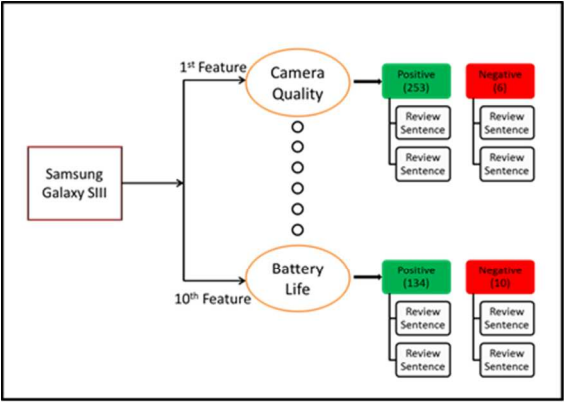 1st Feature
Camera
Quality
Positive
(253)
Negative
(6)
Review
Sentence
Review
Sentence
Review
Sentence
Review
Sentence
Samsung
Galaxy SIII
10th Feature
Battery
Life
Positive
(134)
Negative
(10)
Review
Sentence
Review
Sentence
Review
Sentence
Review
Sentence